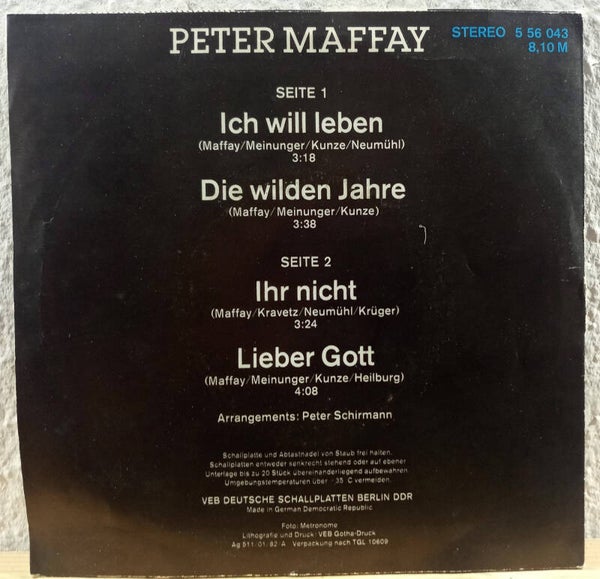 PETER MAFFAY
STEREO 5 56 043
8,10 M
SEITE 1
Ich will leben
(Maffay/Meinunger/Kunze/Neumühl)
3:18
Die wilden Jahre
(Maffay/Meinunger/Kunze)
3:38
SEITE 2
Ihr nicht
(Maffay/Kravetz/Neumühl/Krüger)
3:24
Lieber Gott
(Maffay/Meinunger/Kunze/Heilburg)
4:08
Arrangements: Peter Schirmann
Schallplatte und Abtastnadel von Staub frei halten.
Schallplatten entweder senkrecht stehend oder auf ebener
Unterlage bis zu 20 Stück übereinanderliegend aufbewahren.
Umgebungstemperaturen über 35 C vermeiden.
VEB DEUTSCHE SCHALLPLATTEN BERLIN DDR
Made in German Democratic Republic
Foto: Metronome
Lithografie und Druck: VEB Gotha-Druck
Ag 511/01/82 A Verpackung nach TGL 10609